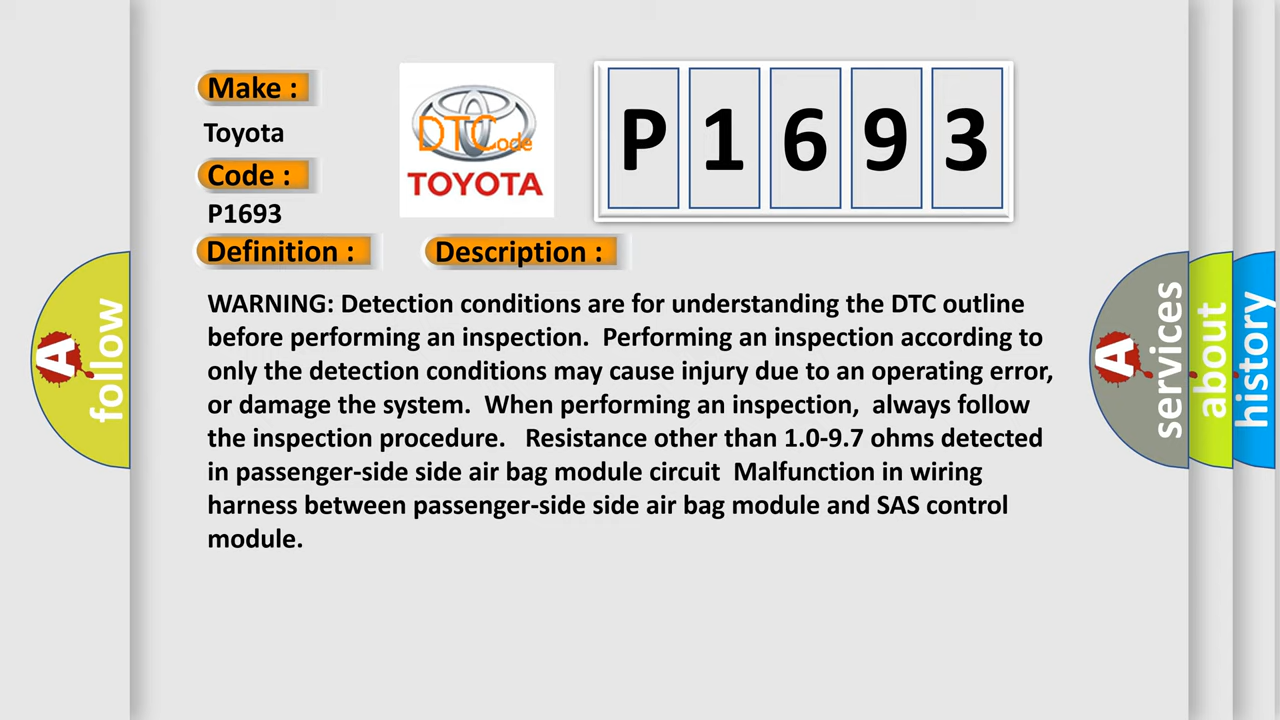 Make :
Toyota
Code :
P1693
Definition :
Description :
DTCode
TOYOTA
P1693
WARNING: Detection conditions are for understanding the DTC outline
before performing an inspection.  Performing an inspection according to
only the detection conditions may cause injury due to an operating error,
or damage the system.  When performing an inspection,  always follow
the inspection procedure.   Resistance other than 1.0-9.7 ohms detected
in passenger-side side air bag module circuit  Malfunction in wiring
harness between passenger-side side air bag module and SAS control
module.
A follow
A services
about
history